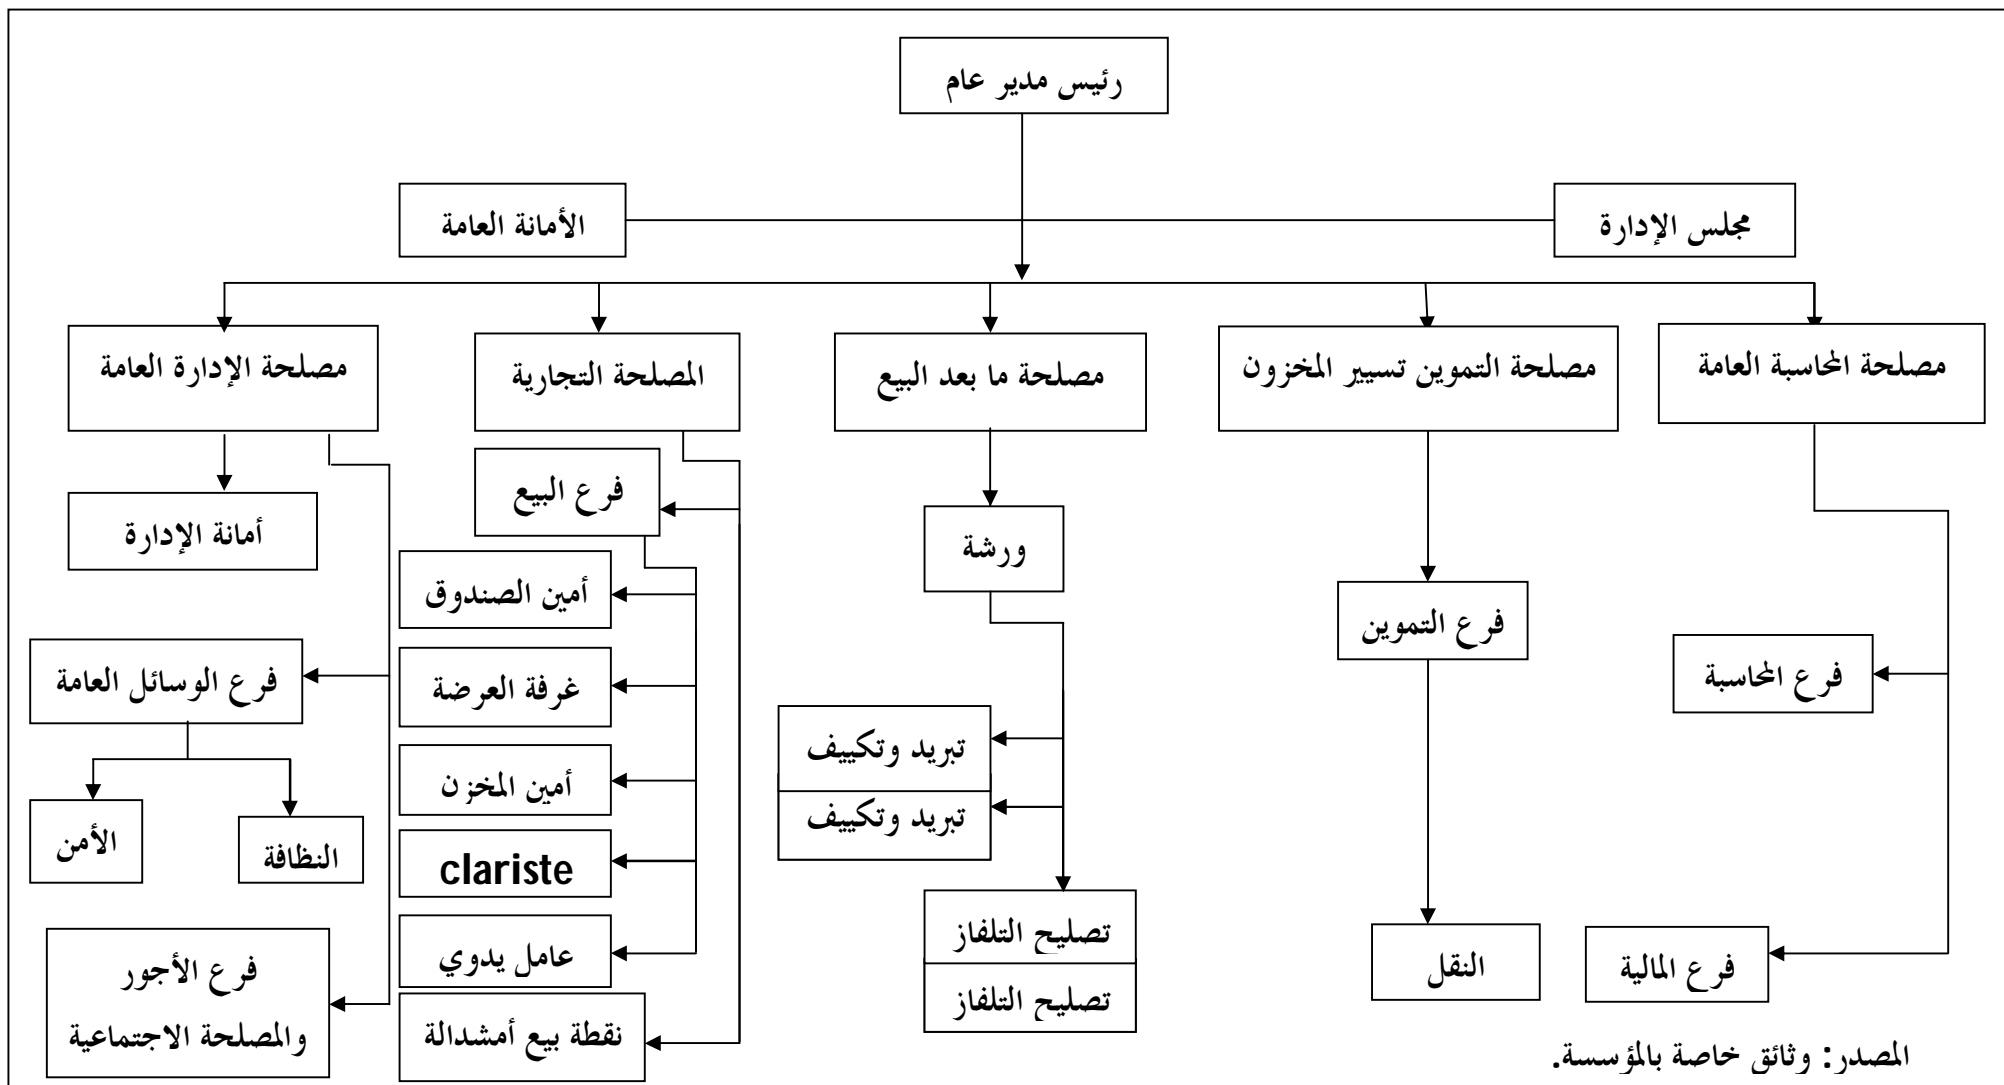 رئيس مدير عام
مجلس الإدارة
الأمانة العامة
مصلحة المحاسبة العامة
مصلحة التموين تسيير المخزون
مصلحة ما بعد البيع
المصلحة التجارية
مصلحة الإدارة العامة
فرع المحاسبة
فرع المالية
فرع التموين
النقل
ورشة
تبريد وتكييف
تبريد وتكييف
تصليح التلفاز
تصليح التلفاز
فرع البيع
أمين الصندوق
غرفة العرضة
أمين المخزن
clariste
عامل يدوي
نقطة بيع أمشدالة
أمانة الإدارة
فرع الوسائل العامة
النظافة
الأمن
فرع الأجور
والمصلحة الاجتماعية
المصدر: وثائق خاصة بالمؤسسة.